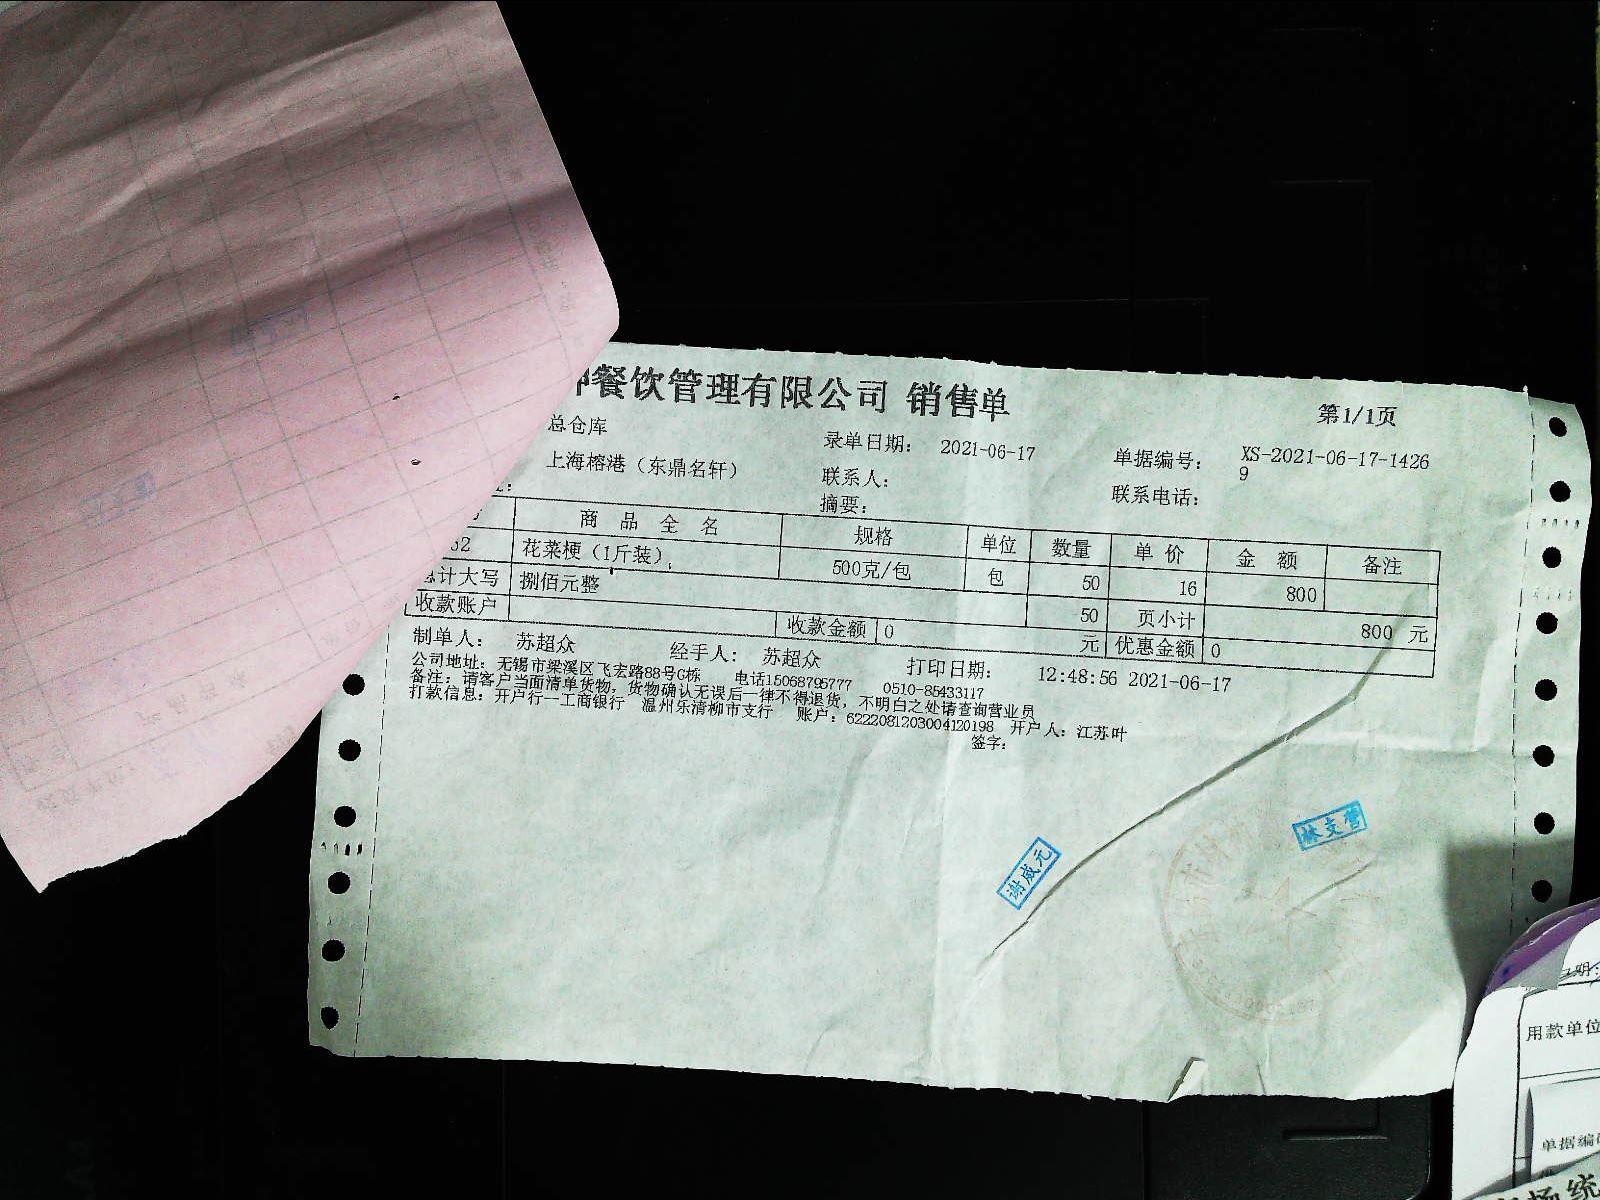 餐饮管理有限公司 销售单
第1/1页
总仓库 录单日期： 2021-06-17 单据编号： XS-2021-06-17-1426
9
上海榕港（东鼎名轩） 联系人： 联系电话：
摘要：
商 品 全 名 规格 单位 数量 单 价 金 额 备注
52 花菜梗（1斤装） 500克/包 包 50 16 800
总计大写 捌佰元整 50 页小计 800 元
收款账户 收款金额 0 元 优惠金额 0
制单人： 苏超众 经手人： 苏超众 打印日期： 12:48:56 2021-06-17
公司地址：无锡市梁溪区飞宏路88号G栋 电话15068795777 0510-85433117
备注：请客户当面清单货物，货物确认无误后一律不得退货，不明白之处请查询营业员
打款信息：开户行一工商银行 温州乐清柳市支行 账户：6222081203004120198 开户人：江苏叶
签字：
谢威元
林支营
用款单位
单据编